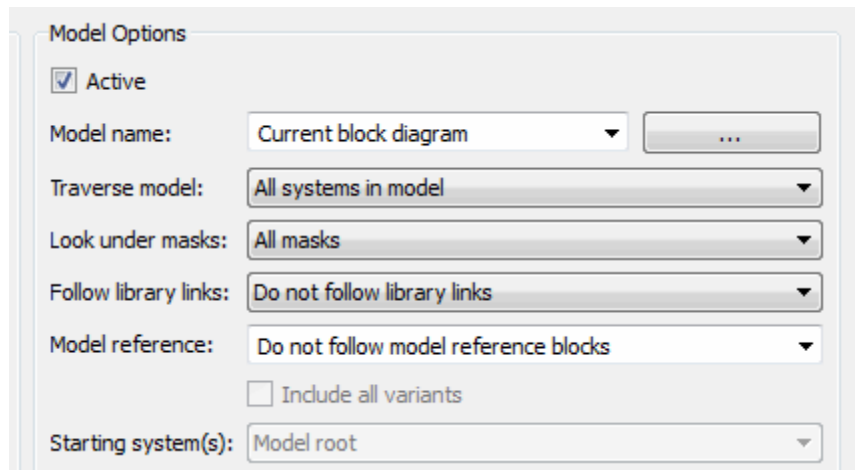 Model Options
Active
Model name: Current block diagram ...
Traverse model: All systems in model
Look under masks: All masks
Follow library links: Do not follow library links
Model reference: Do not follow model reference blocks
Include all variants
Starting system(s): Model root